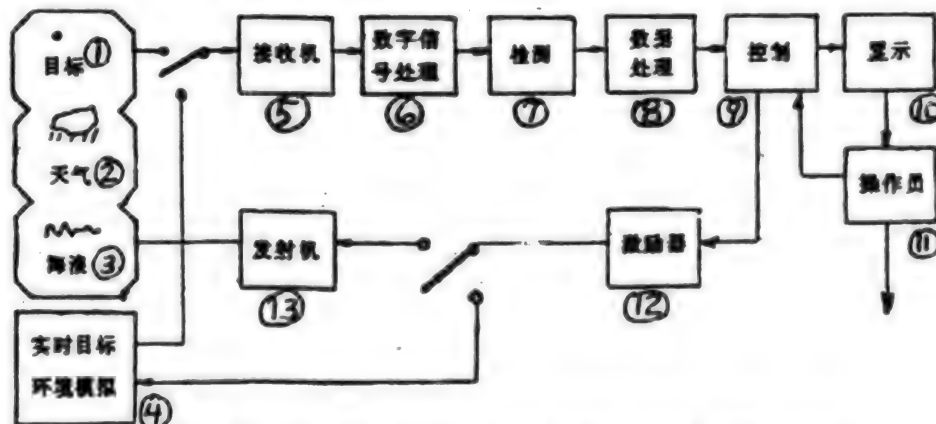 目标 ①
天气 ②
海浪 ③
实时目标
环境模拟
④
接收机
⑤
数字信
号处理
⑥
检测
⑦
数据
处理
⑧
控制
⑨
显示
⑩
操作员
⑪
激励器
⑫
发射机
⑬